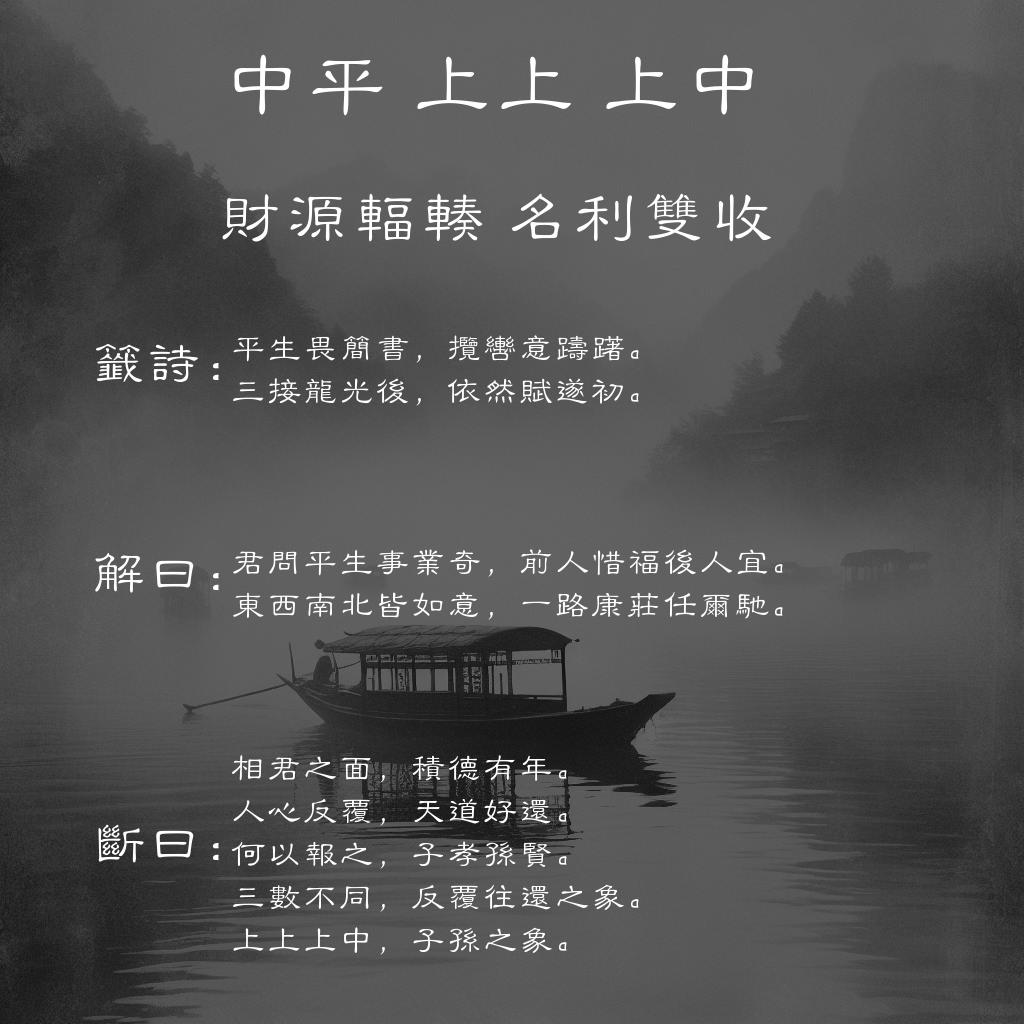 中平 上上 上中
財源輻輳 名利雙收
籤詩：
平生畏簡書，攬轡意躊躇。
三接龍光後，依然賦遂初。
解曰：
君問平生事業奇，前人惜福後人宜。
東西南北皆如意，一路康莊任爾馳。
斷曰：
相君之面，積德有年。
人心反覆，天道好還。
何以報之，子孝孫賢。
三數不同，反覆往還之象。
上上上中，子孫之象。